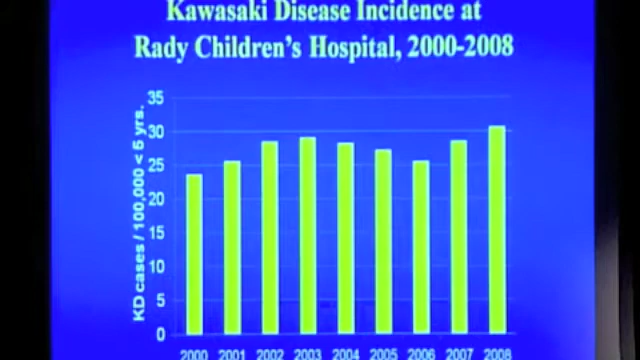 Kawasaki Disease Incidence at
Rady Children's Hospital, 2000-2008
KD cases / 100,000 < 5 yrs.
35
30
25
20
15
10
5
0
2000 2001 2002 2003 2004 2005 2006 2007 2008